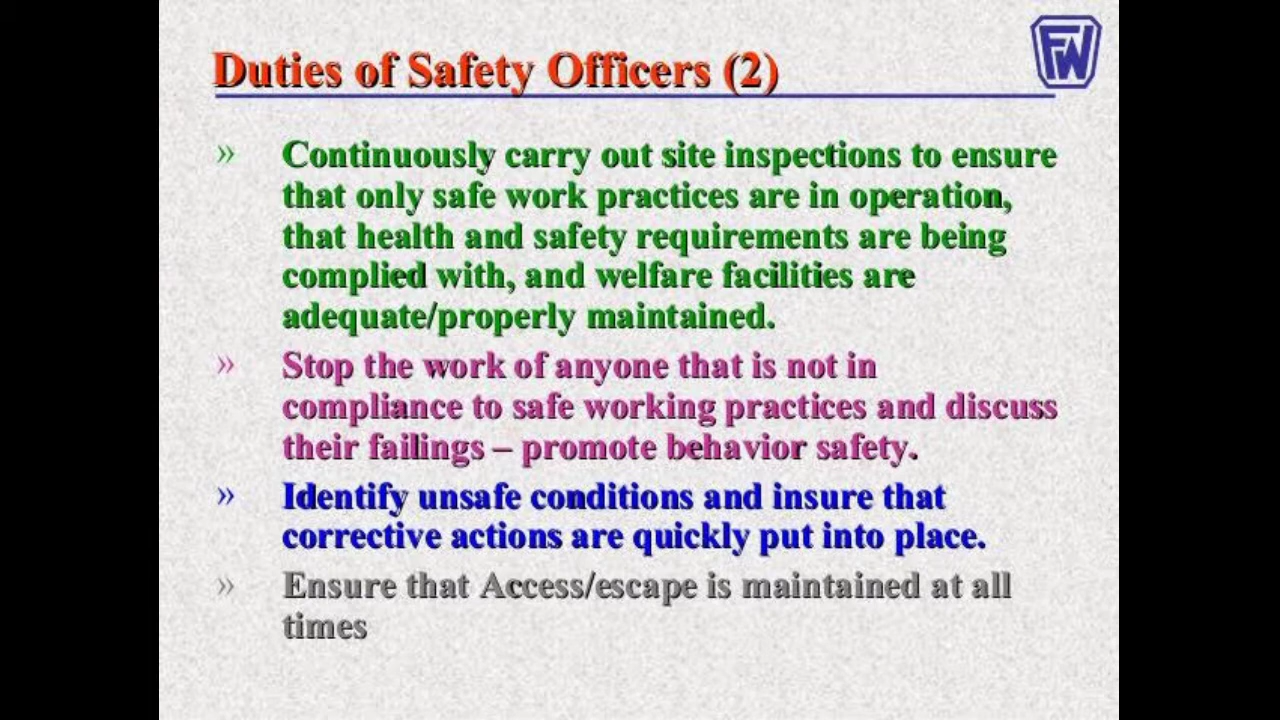 Duties of Safety Officers (2)
FW
» Continuously carry out site inspections to ensure
that only safe work practices are in operation,
that health and safety requirements are being
complied with, and welfare facilities are
adequate/properly maintained.
» Stop the work of anyone that is not in
compliance to safe working practices and discuss
their failings – promote behavior safety.
» Identify unsafe conditions and insure that
corrective actions are quickly put into place.
» Ensure that Access/escape is maintained at all
times